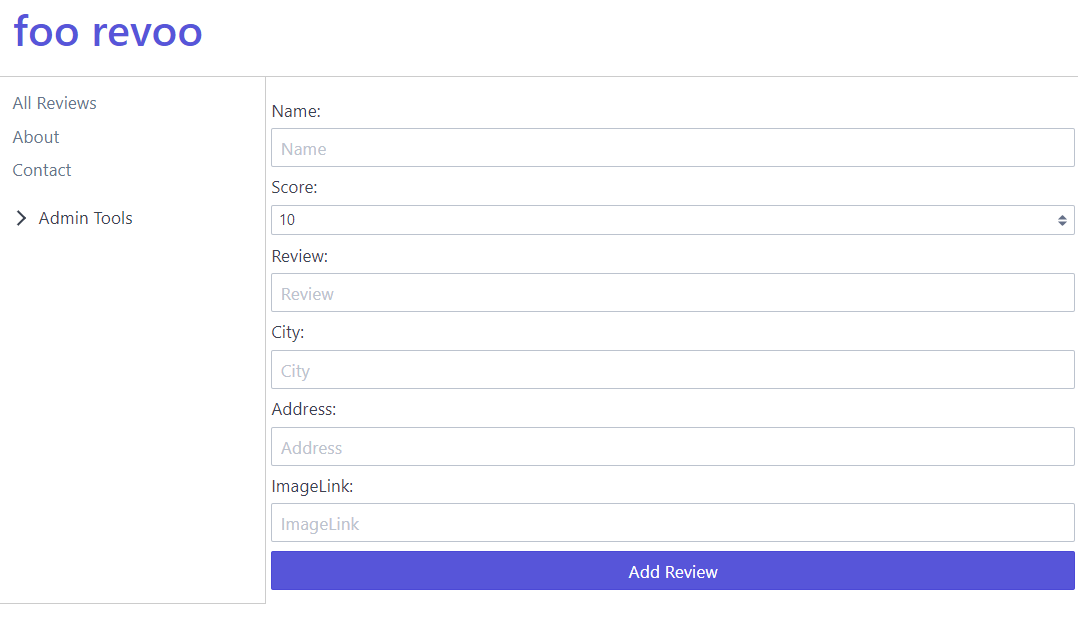 foo revoo
All Reviews
About
Contact
Admin Tools
Name:
Name
Score:
10
Review:
Review
City:
City
Address:
Address
ImageLink:
ImageLink
Add Review